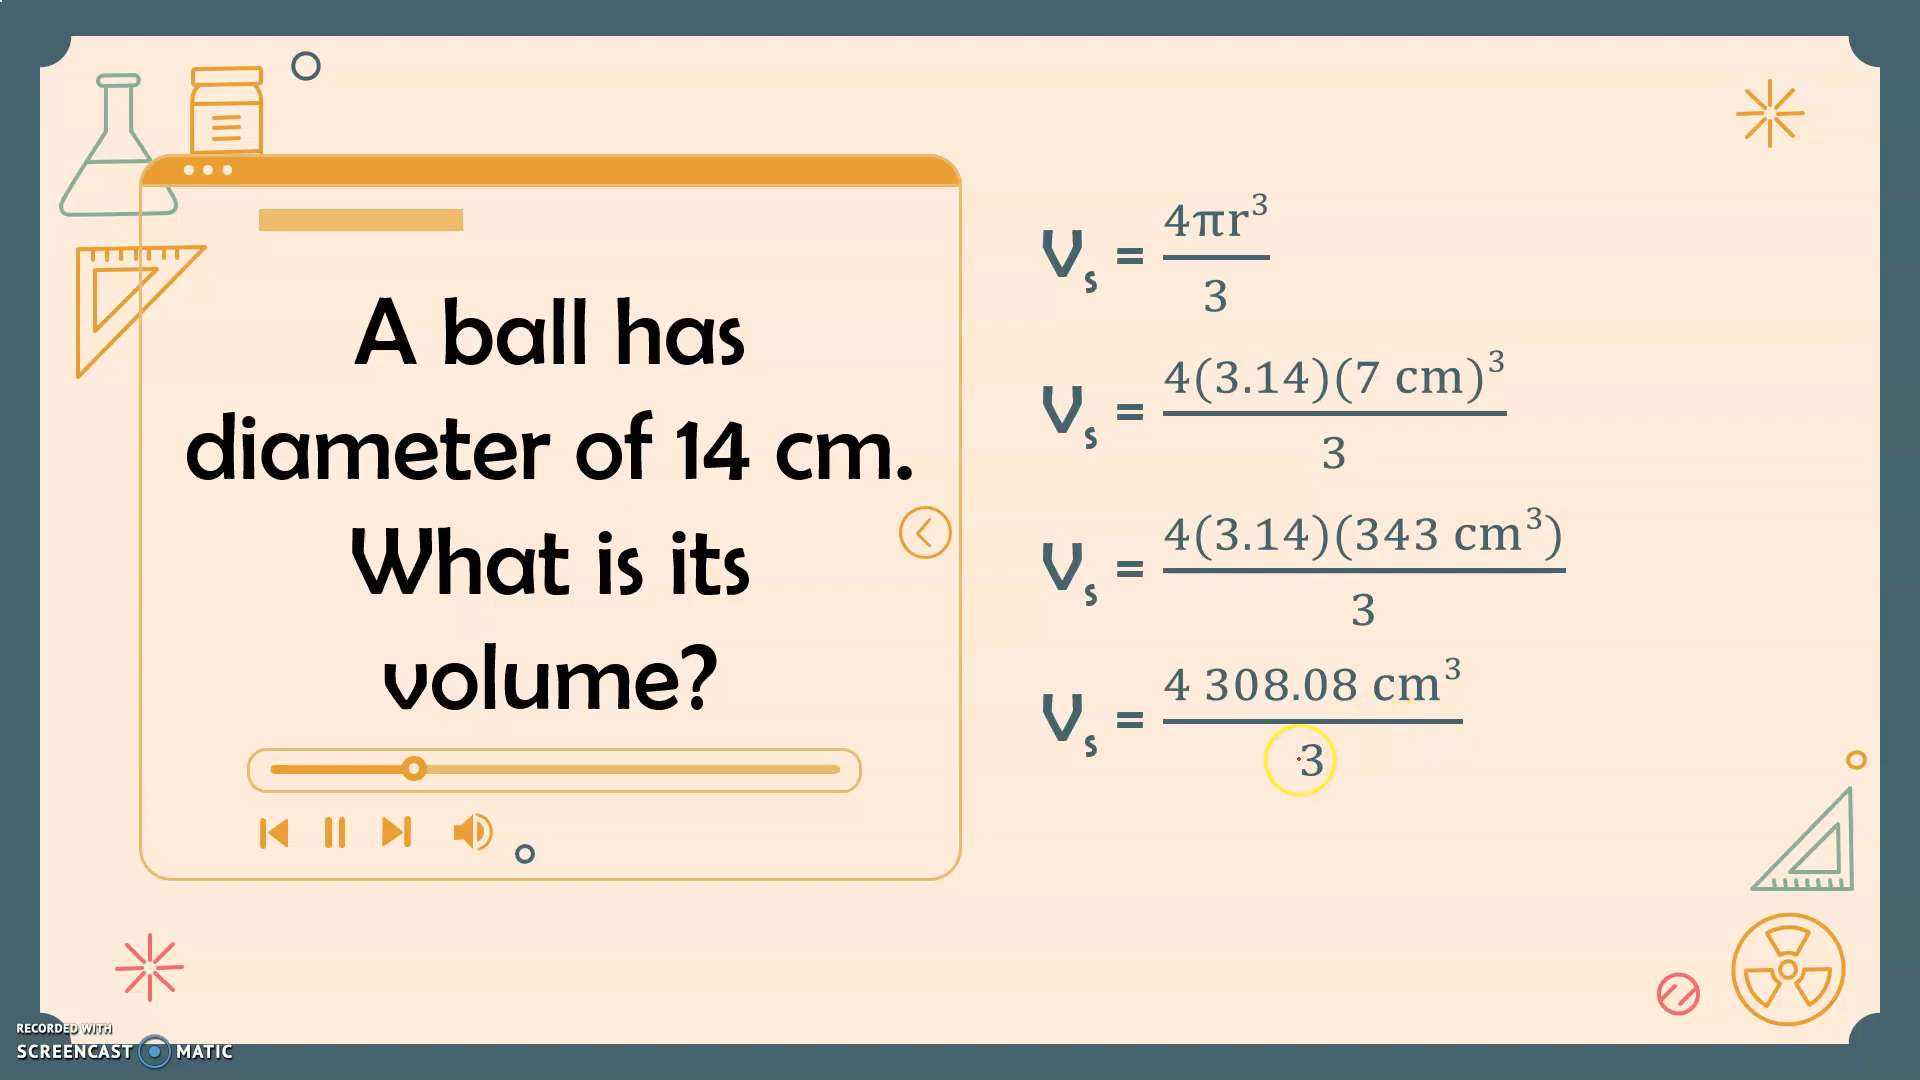 A ball has
diameter of 14 cm.
What is its
volume?
Vₛ = 4πr³/3
Vₛ = 4(3.14)(7 cm)³/3
Vₛ = 4(3.14)(343 cm³)/3
Vₛ = 4 308.08 cm³/3
RECORDED WITH
SCREENCAST MATIC